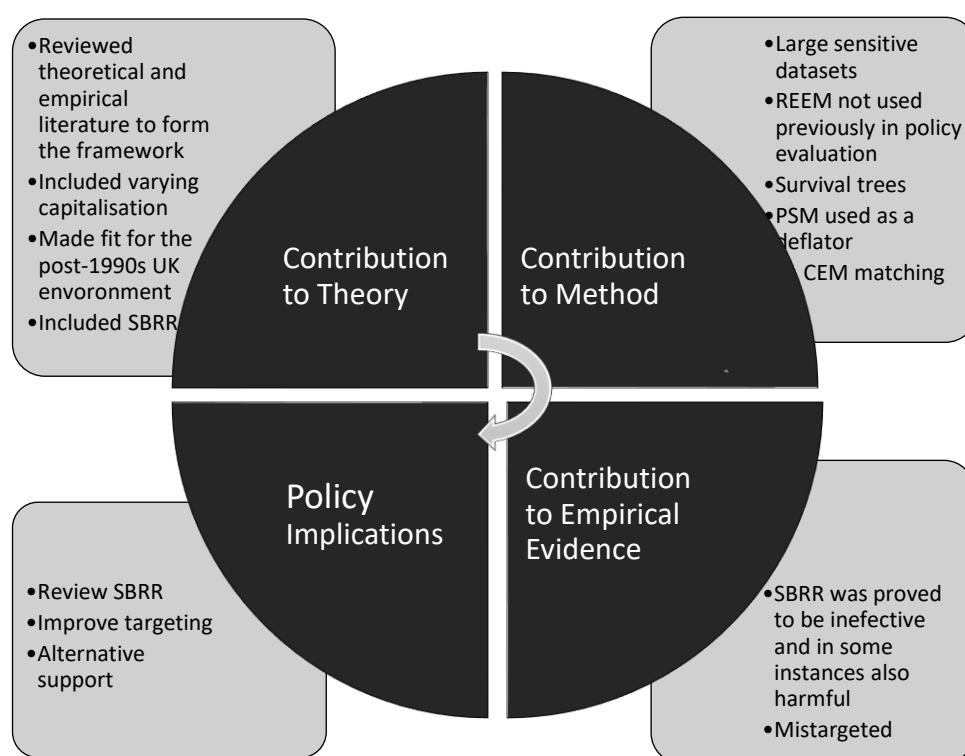 •Reviewed
theoretical and
empirical
literature to form
the framework
•Included varying
capitalisation
•Made fit for the
post-1990s UK
envoronment
•Included SBRR
•Large sensitive
datasets
•REEM not used
previously in policy
evaluation
•Survival trees
•PSM used as a
deflator
CEM matching
Contribution
to Theory
Contribution
to Method
Policy
Implications
Contribution
to Empirical
Evidence
•Review SBRR
•Improve targeting
•Alternative
support
•SBRR was proved
to be inefective
and in some
instances also
harmful
•Mistargeted